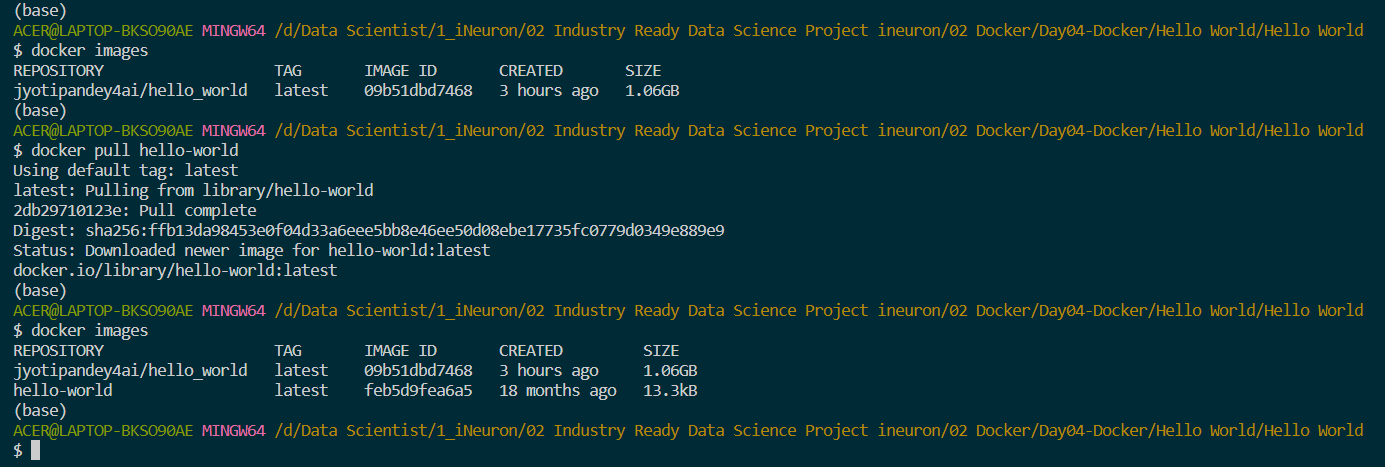 (base)
ACER@LAPTOP-BKSO90AE MINGW64 /d/Data Scientist/1_iNeuron/02 Industry Ready Data Science Project ineuron/02 Docker/Day04-Docker/Hello World/Hello World
$ docker images
REPOSITORY                   TAG       IMAGE ID       CREATED       SIZE
jyotipandey4ai/hello_world   latest    09b51dbd7468   3 hours ago   1.06GB
(base)
ACER@LAPTOP-BKSO90AE MINGW64 /d/Data Scientist/1_iNeuron/02 Industry Ready Data Science Project ineuron/02 Docker/Day04-Docker/Hello World/Hello World
$ docker pull hello-world
Using default tag: latest
latest: Pulling from library/hello-world
2db29710123e: Pull complete
Digest: sha256:ffb13da98453e0f04d33a6eee5bb8e46ee50d08ebe17735fc0779d0349e889e9
Status: Downloaded newer image for hello-world:latest
docker.io/library/hello-world:latest
(base)
ACER@LAPTOP-BKSO90AE MINGW64 /d/Data Scientist/1_iNeuron/02 Industry Ready Data Science Project ineuron/02 Docker/Day04-Docker/Hello World/Hello World
$ docker images
REPOSITORY                   TAG       IMAGE ID       CREATED         SIZE
jyotipandey4ai/hello_world   latest    09b51dbd7468   3 hours ago     1.06GB
hello-world                  latest    feb5d9fea6a5   18 months ago   13.3kB
(base)
ACER@LAPTOP-BKSO90AE MINGW64 /d/Data Scientist/1_iNeuron/02 Industry Ready Data Science Project ineuron/02 Docker/Day04-Docker/Hello World/Hello World
$